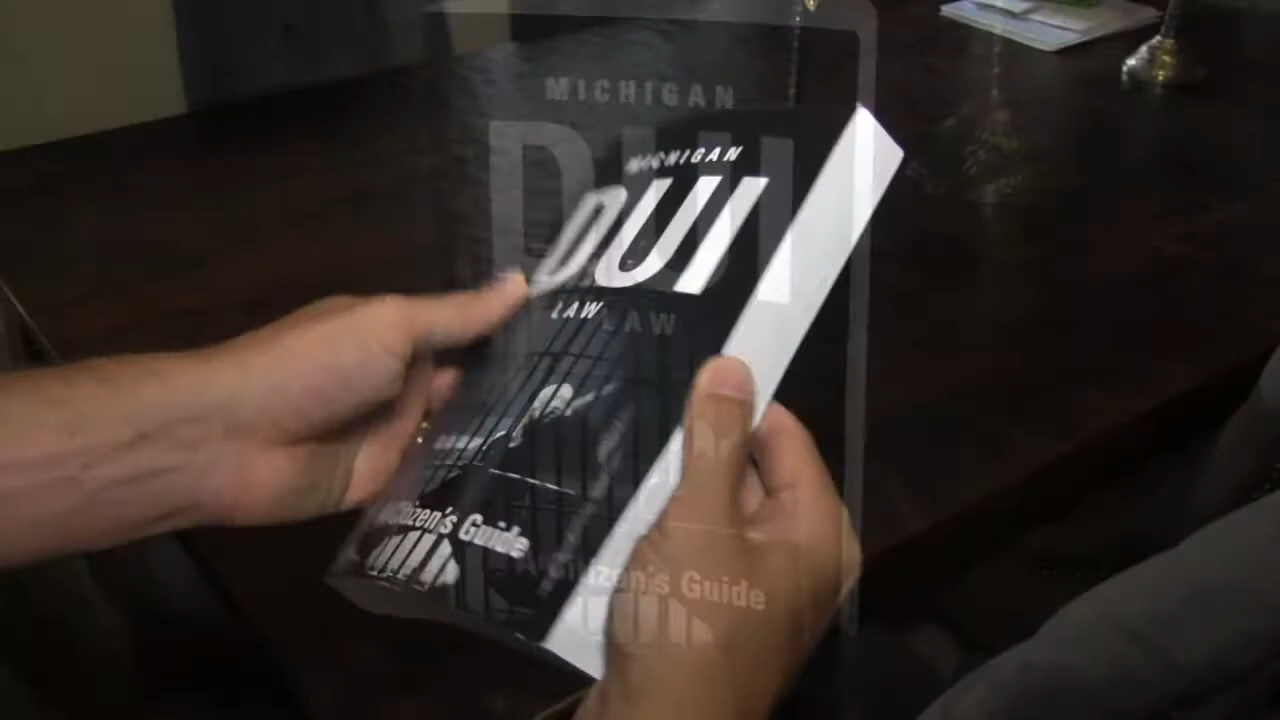 MICHIGAN
DUI
LAW
A Citizen's Guide
MICHIGAN
DUI
LAW
Citizen's Guide